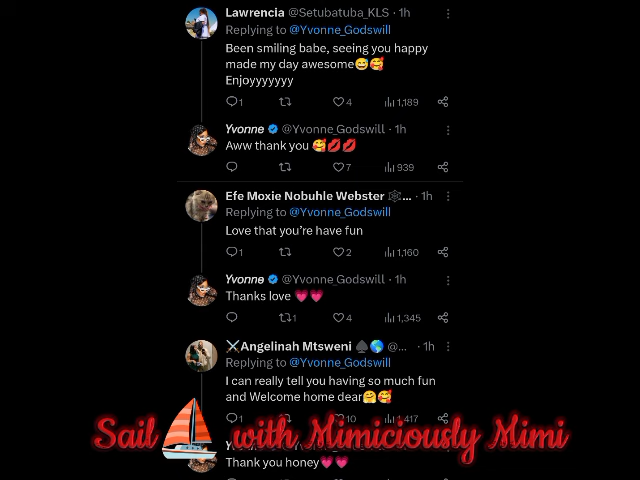 Lawrencia @Setubatuba_KLS · 1h
Replying to @Yvonne_Godswill
Been smiling babe, seeing you happy
made my day awesome😅🥰
Enjoyyyyyyy
1 4 1,189
Yvonne @Yvonne_Godswill · 1h
Aww thank you 🥰💋💋
7 939
Efe Moxie Nobuhle Webster 🕸️... · 1h
Replying to @Yvonne_Godswill
Love that you're have fun
1 2 1,160
Yvonne @Yvonne_Godswill · 1h
Thanks love 💗💗
1 4 1,345
⚔️Angelinah Mtsweni ♠️🌎 @... · 1h
Replying to @Yvonne_Godswill
I can really tell you having so much fun
and Welcome home dear🤗🥰
1 10 1,417
Sail ⛵ with Mimiciously Mimi
Thank you honey💗💗